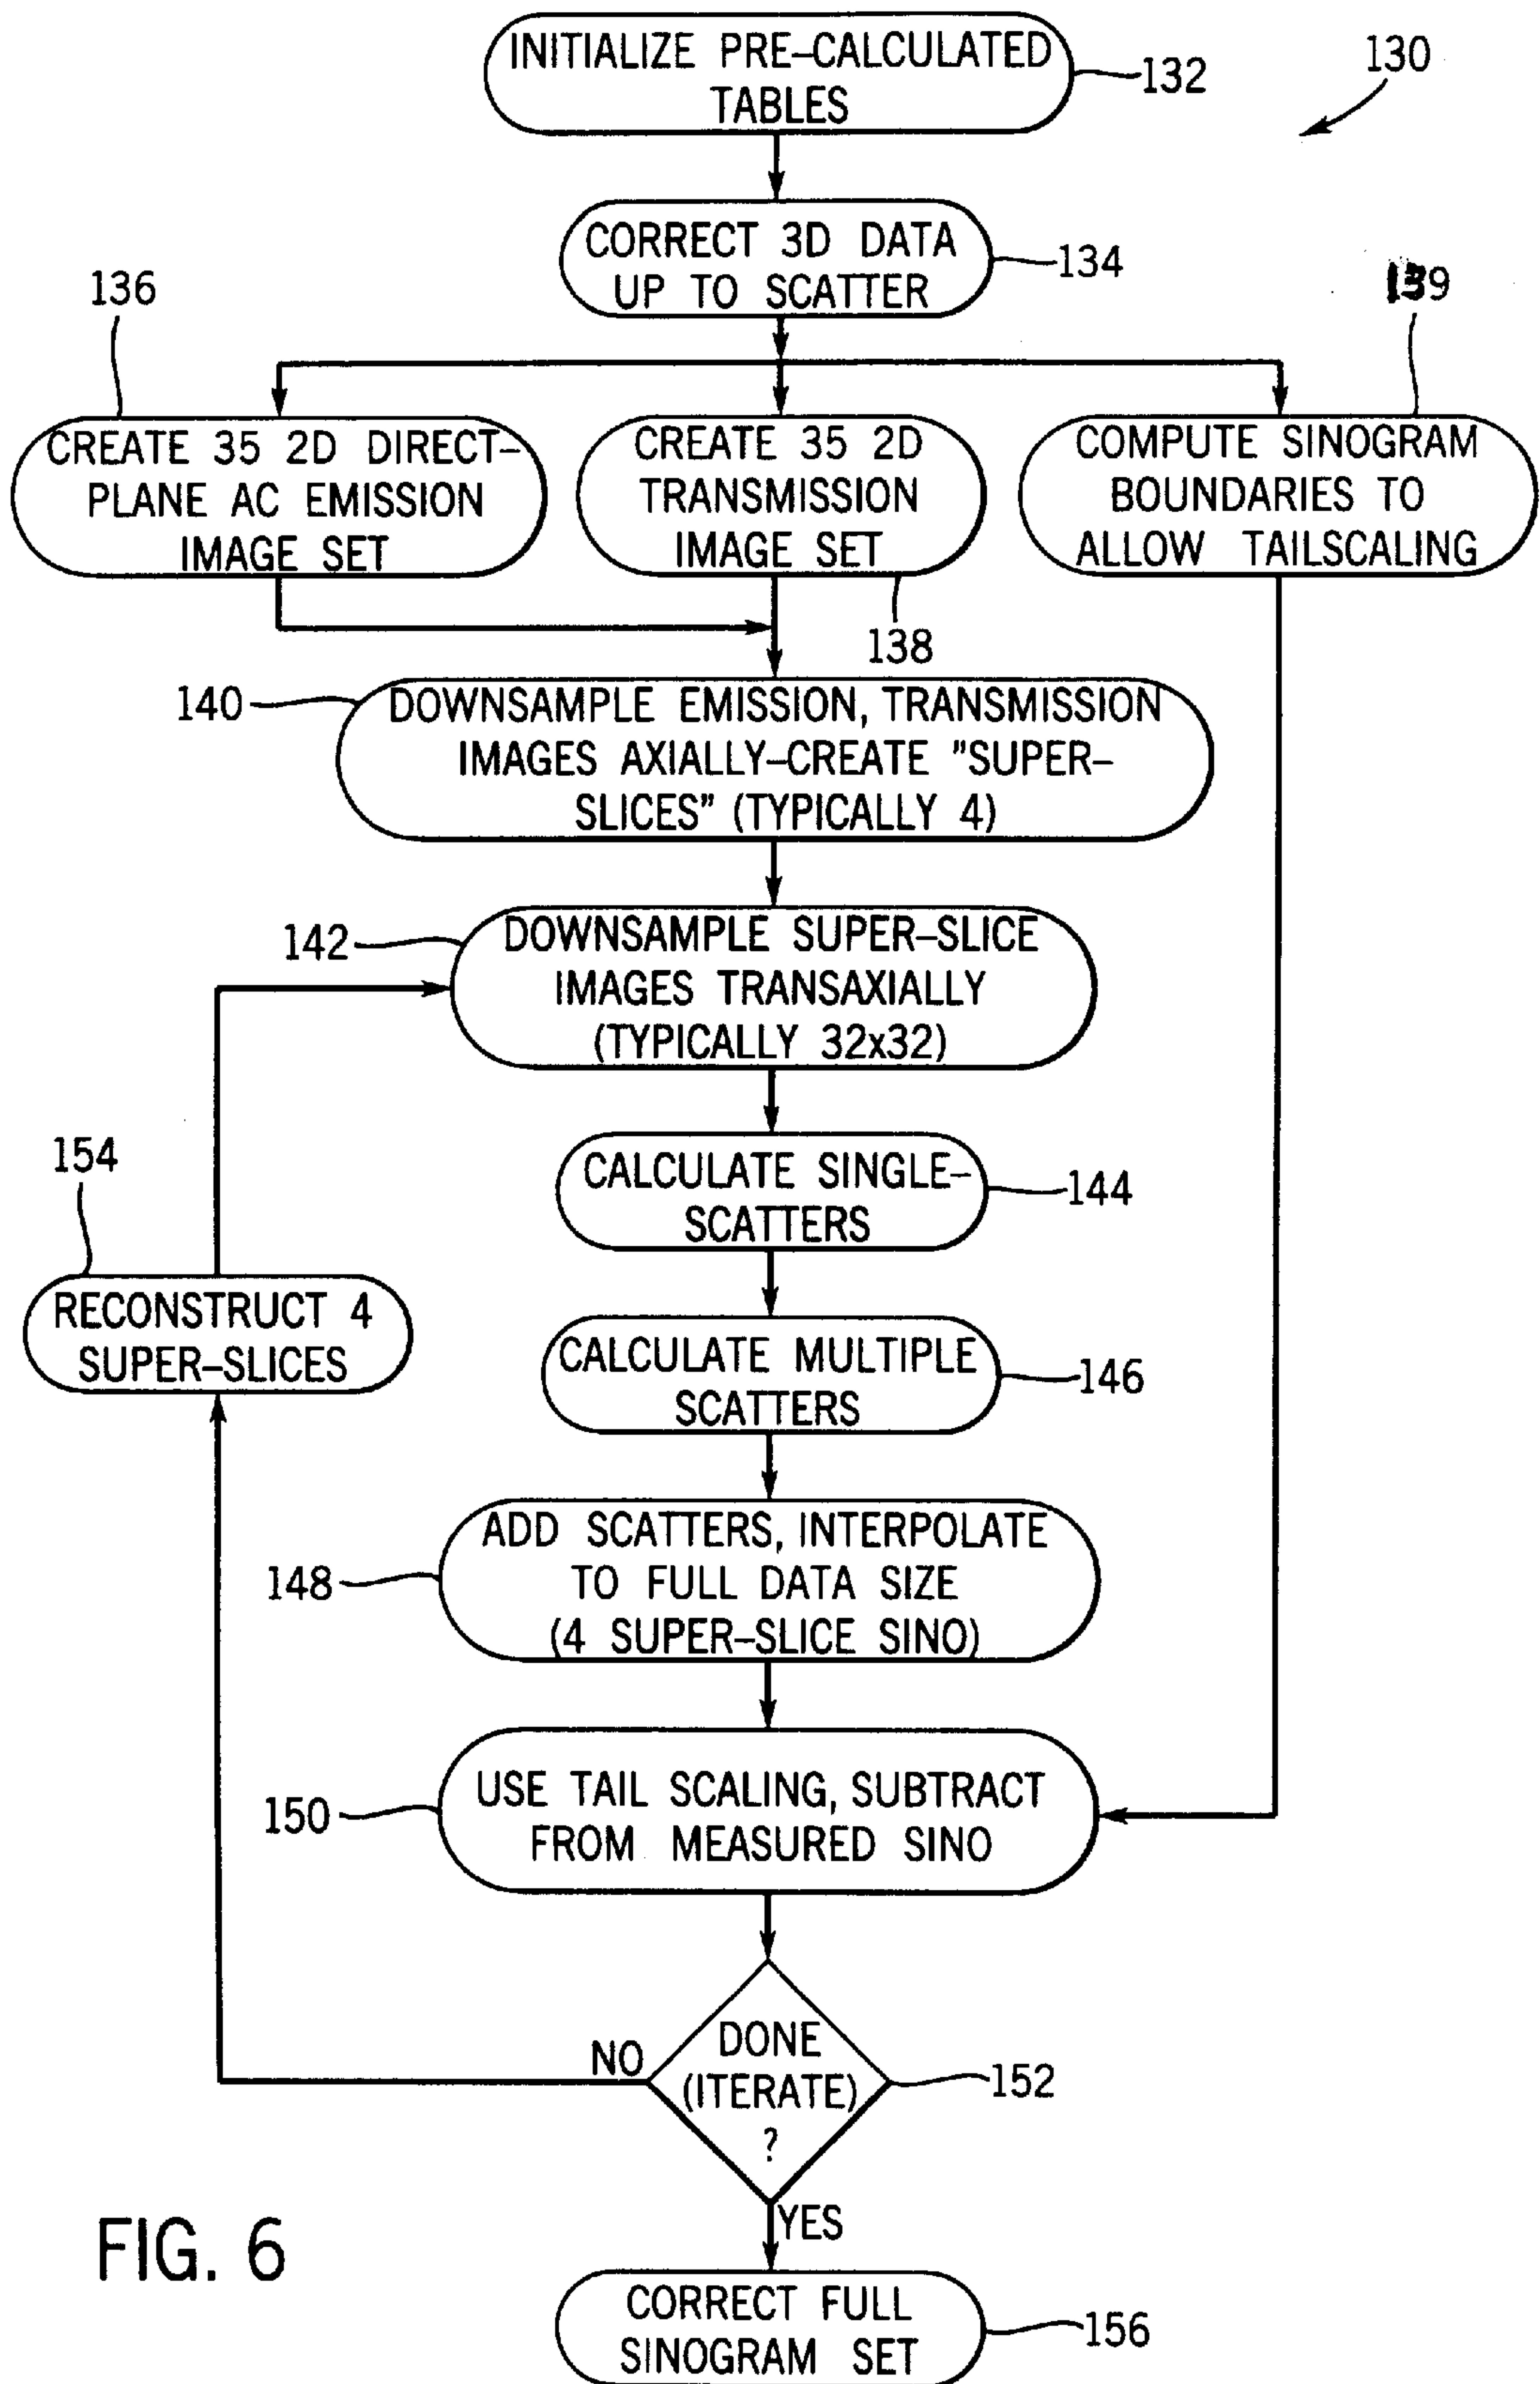 INITIALIZE PRE–CALCULATED
TABLES
132
130
CORRECT 3D DATA
UP TO SCATTER
134
136
139
CREATE 35 2D DIRECT–
PLANE AC EMISSION
IMAGE SET
CREATE 35 2D
TRANSMISSION
IMAGE SET
138
COMPUTE SINOGRAM
BOUNDARIES TO
ALLOW TAILSCALING
140
DOWNSAMPLE EMISSION, TRANSMISSION
IMAGES AXIALLY–CREATE "SUPER–
SLICES" (TYPICALLY 4)
142
DOWNSAMPLE SUPER–SLICE
IMAGES TRANSAXIALLY
(TYPICALLY 32x32)
CALCULATE SINGLE–
SCATTERS
144
154
RECONSTRUCT 4
SUPER–SLICES
CALCULATE MULTIPLE
SCATTERS
146
148
ADD SCATTERS, INTERPOLATE
TO FULL DATA SIZE
(4 SUPER–SLICE SINO)
150
USE TAIL SCALING, SUBTRACT
FROM MEASURED SINO
NO
DONE
(ITERATE)
?
152
YES
FIG. 6
CORRECT FULL
SINOGRAM SET
156